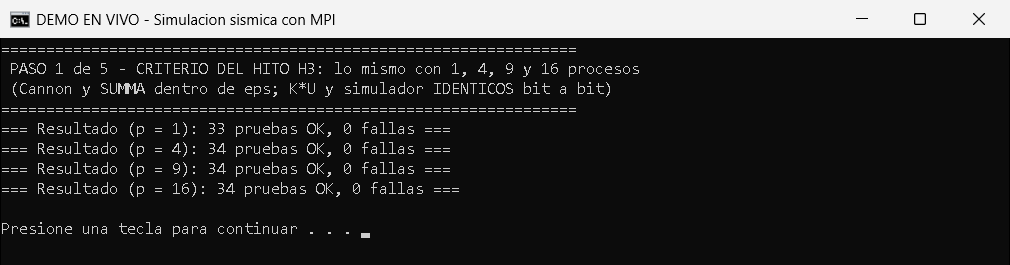 DEMO EN VIVO - Simulacion sismica con MPI
================================================================
PASO 1 de 5 - CRITERIO DEL HITO H3: lo mismo con 1, 4, 9 y 16 procesos
(Cannon y SUMMA dentro de eps; K*U y simulador IDENTICOS bit a bit)
================================================================
=== Resultado (p = 1): 33 pruebas OK, 0 fallas ===
=== Resultado (p = 4): 34 pruebas OK, 0 fallas ===
=== Resultado (p = 9): 34 pruebas OK, 0 fallas ===
=== Resultado (p = 16): 34 pruebas OK, 0 fallas ===
Presione una tecla para continuar . . .